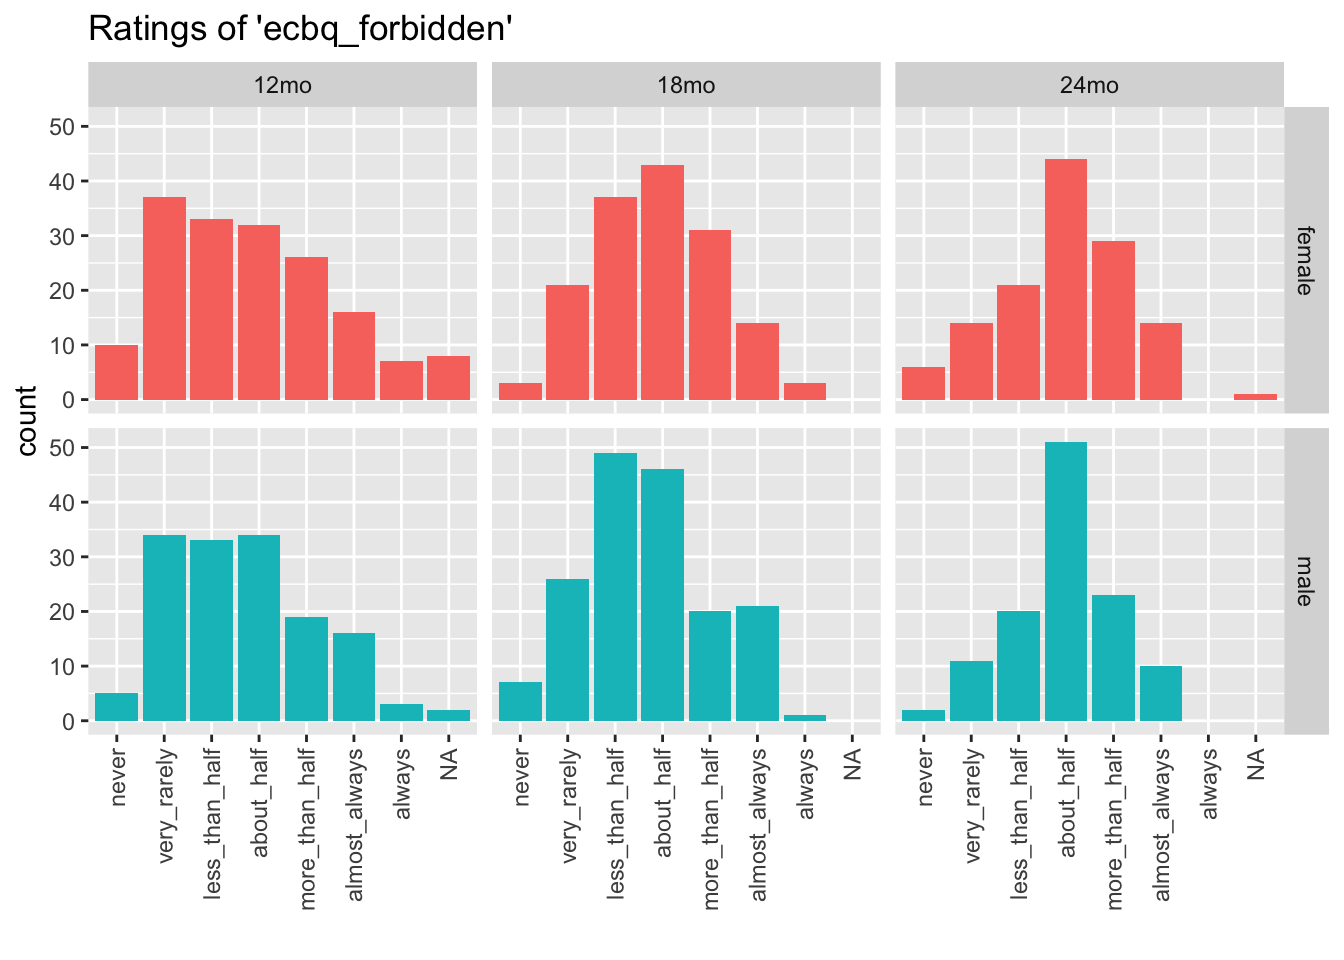 Ratings of 'ecbq_forbidden'
12mo 18mo 24mo
50
40
30
20
10
0
female
count
50
40
30
20
10
0
male
never very_rarely less_than_half about_half more_than_half almost_always always NA never very_rarely less_than_half about_half more_than_half almost_always always NA never very_rarely less_than_half about_half more_than_half almost_always always NA